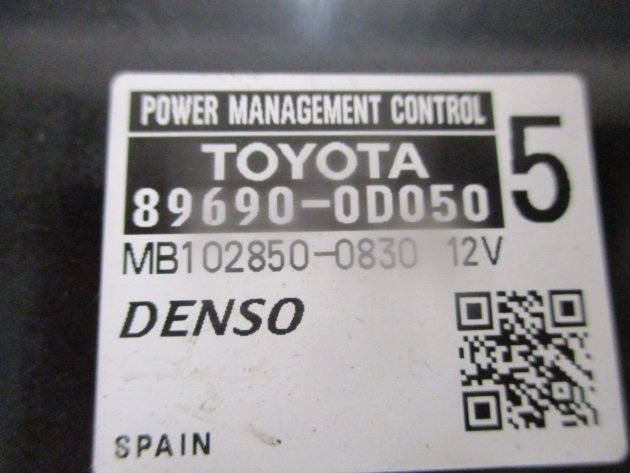 POWER MANAGEMENT CONTROL
5
TOYOTA
89690-0D050
MB102850-0830 12V
DENSO
SPAIN